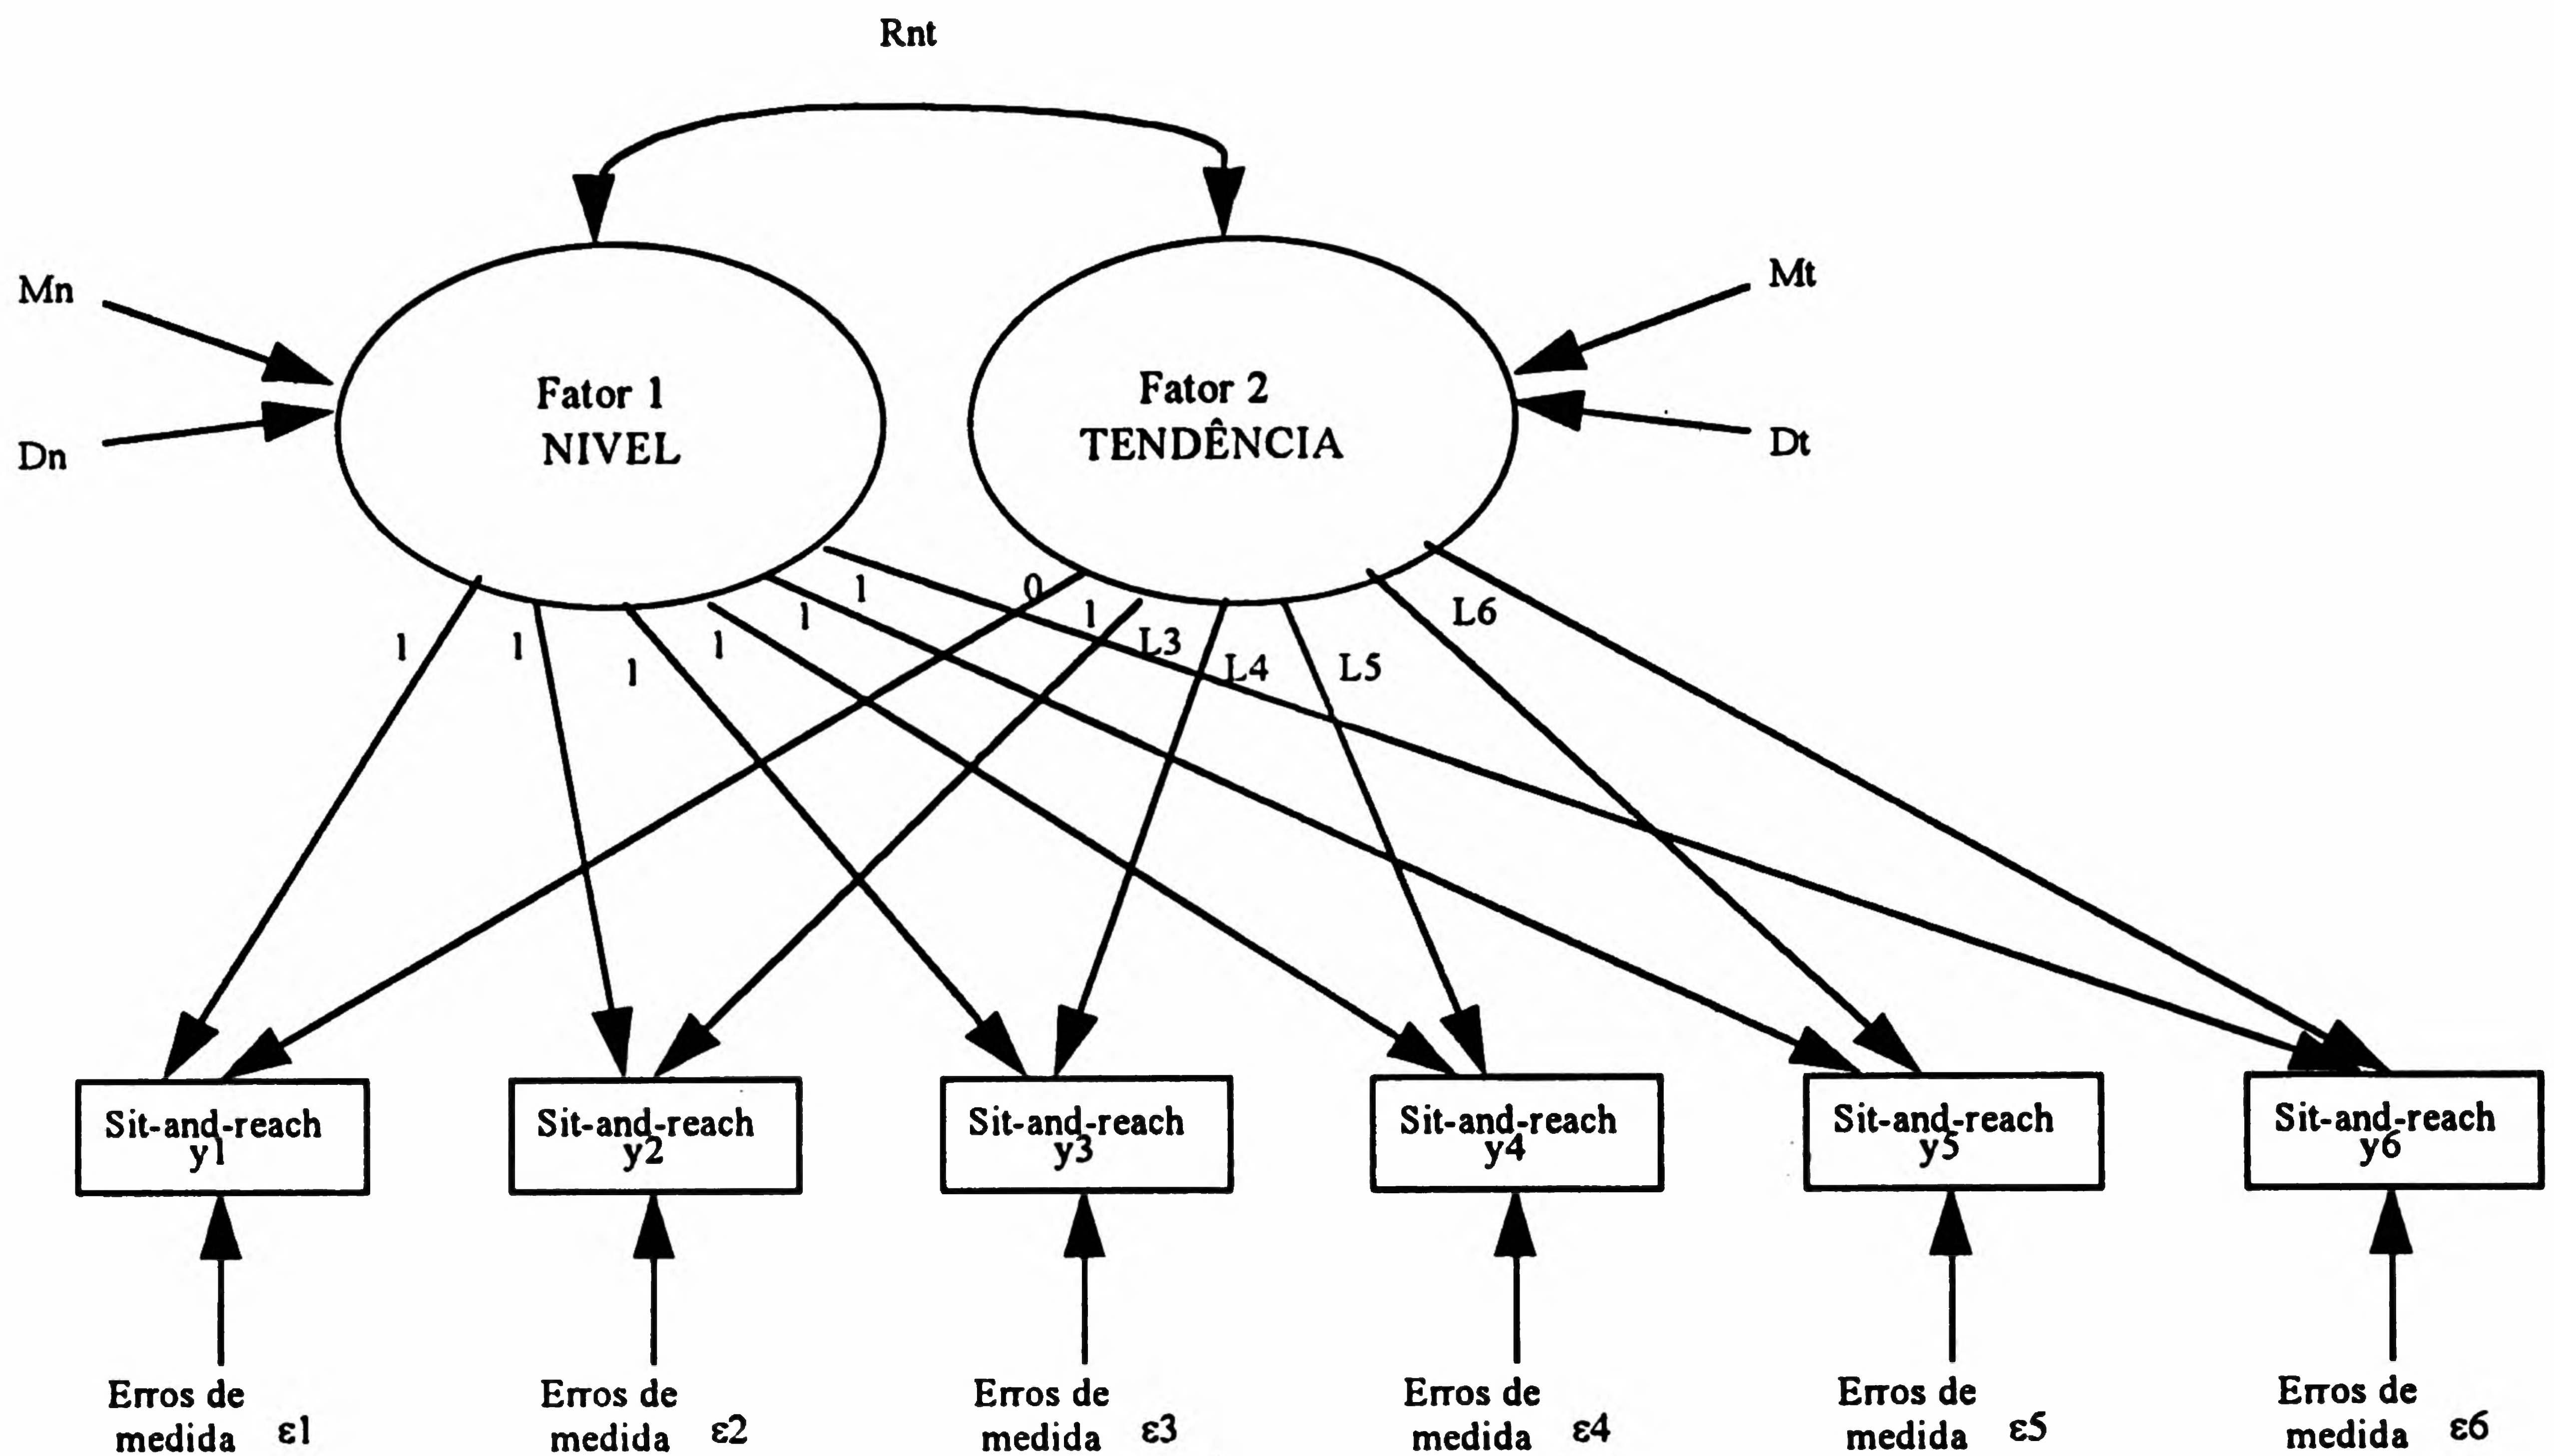 Rnt
Mn
Mt
Fator 1
NIVEL
Fator 2
TENDÊNCIA
Dn
Dt
1
1
1
1
1
1
0
1
L3
L4
L5
L6
Sit-and-reach
y1
Sit-and-reach
y2
Sit-and-reach
y3
Sit-and-reach
y4
Sit-and-reach
y5
Sit-and-reach
y6
Erros de
medida ε1
Erros de
medida ε2
Erros de
medida ε3
Erros de
medida ε4
Erros de
medida ε5
Erros de
medida ε6